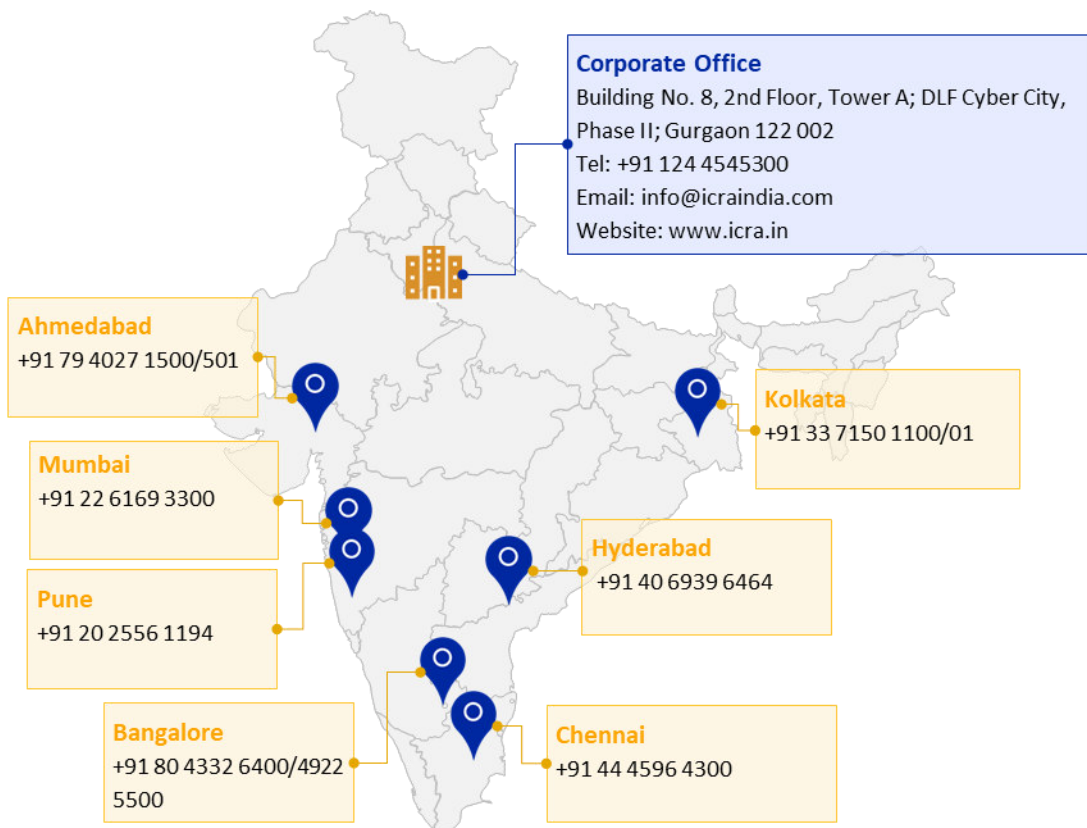 Corporate Office
Building No. 8, 2nd Floor, Tower A; DLF Cyber City,
Phase II; Gurgaon 122 002
Tel: +91 124 4545300
Email: info@icraindia.com
Website: www.icra.in
Ahmedabad
+91 79 4027 1500/501
Kolkata
+91 33 7150 1100/01
Mumbai
+91 22 6169 3300
Hyderabad
+91 40 6939 6464
Pune
+91 20 2556 1194
Bangalore
+91 80 4332 6400/4922
5500
Chennai
+91 44 4596 4300